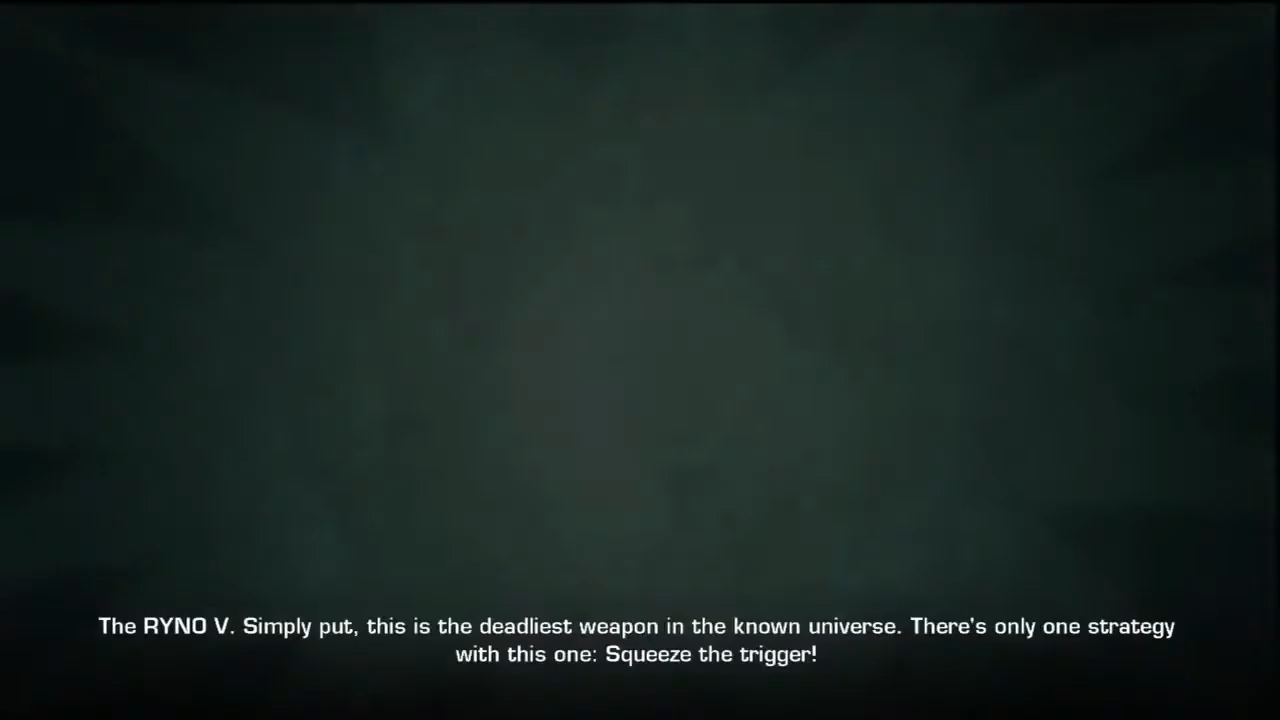 The RYNO V. Simply put, this is the deadliest weapon in the known universe. There's only one strategy
with this one: Squeeze the trigger!